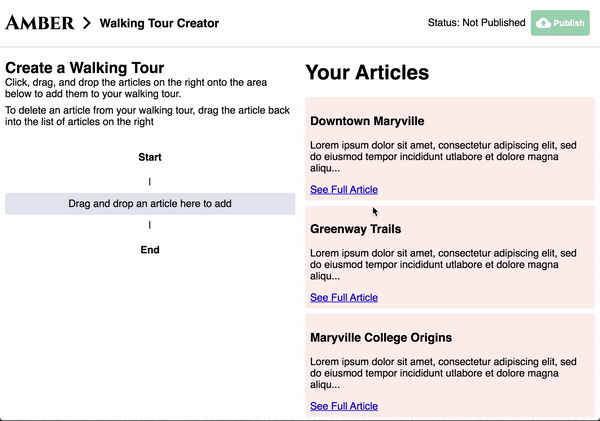 AMBER > Walking Tour Creator
Status: Not Published
Publish
Create a Walking Tour
Click, drag, and drop the articles on the right onto the area
below to add them to your walking tour.
To delete an article from your walking tour, drag the article back
into the list of articles on the right
Start
|
Drag and drop an article here to add
|
End
Your Articles
Downtown Maryville
Lorem ipsum dolor sit amet, consectetur adipiscing elit, sed
do eiusmod tempor incididunt utlabore et dolore magna
aliqu...
See Full Article
Greenway Trails
Lorem ipsum dolor sit amet, consectetur adipiscing elit, sed
do eiusmod tempor incididunt utlabore et dolore magna
aliqu...
See Full Article
Maryville College Origins
Lorem ipsum dolor sit amet, consectetur adipiscing elit, sed
do eiusmod tempor incididunt utlabore et dolore magna
aliqu...
See Full Article